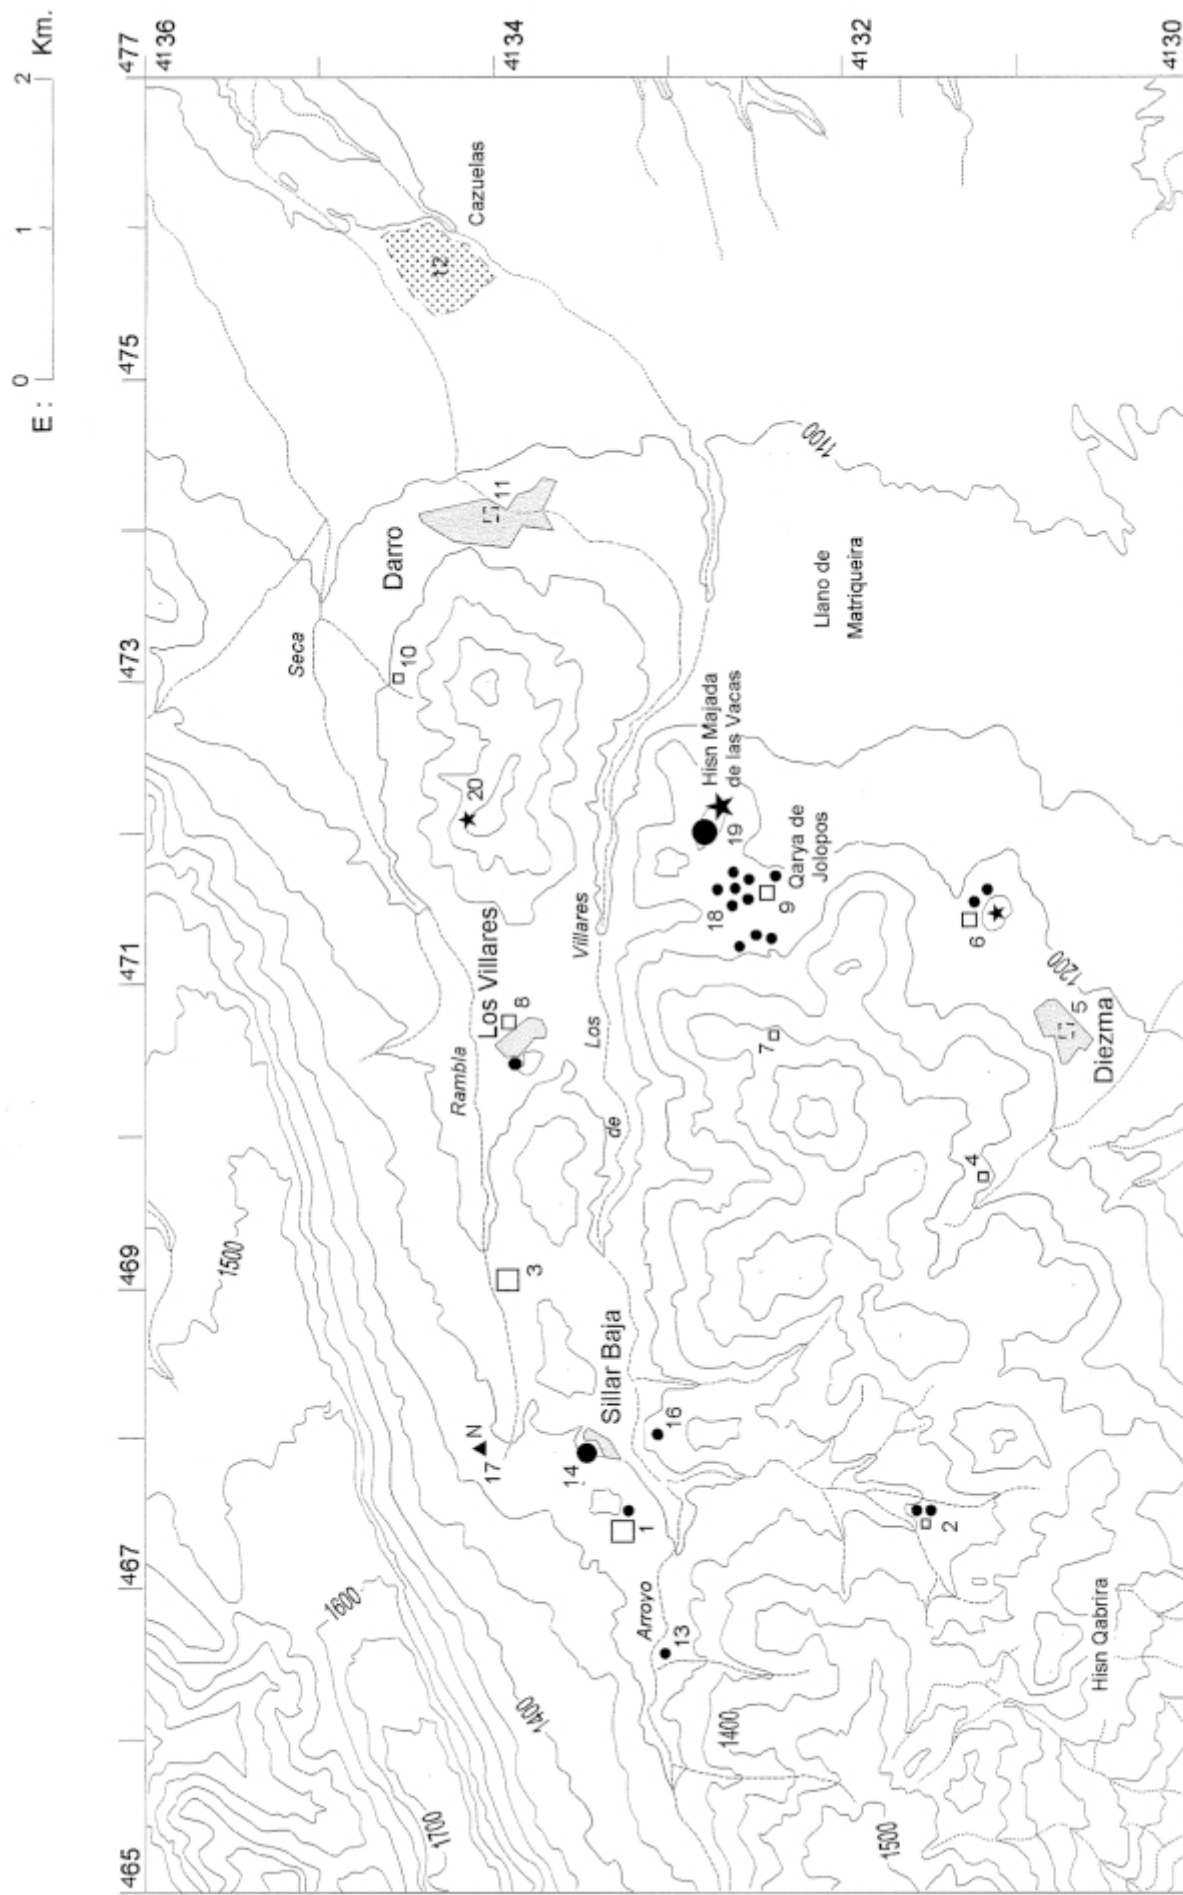 E :
0
1
2
Km.
465
467
469
471
473
475
477
4136
4134
4132
4130
1500
1600
1700
1400
1400
1500
1200
1100
Rambla
Seca
Cazuelas
12
Darro
11
10
20
Los Villares
8
3
N
17
14
Sillar Baja
16
1
Arroyo
13
de
Los
Villares
Hisn Majada
de las Vacas
19
18
9
Qarya de
Jolopos
Llano de
Matriqueira
7
6
5
Diezma
4
2
Hisn Qabrira